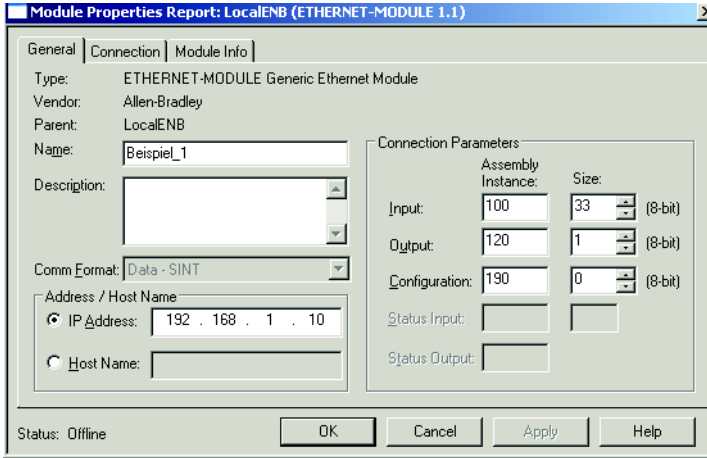 Module Properties Report: LocalENB (ETHERNET-MODULE 1.1)
General Connection Module Info
Type: ETHERNET-MODULE Generic Ethernet Module
Vendor: Allen-Bradley
Parent: LocalENB
Name: Beispiel_1
Description:
Comm Format: Data - SINT
Address / Host Name
IP Address: 192 . 168 . 1 . 10
Host Name:
Connection Parameters
Assembly
Instance: Size:
Input: 100 33 (8-bit)
Output: 120 1 (8-bit)
Configuration: 190 0 (8-bit)
Status Input:
Status Output:
Status: Offline OK Cancel Apply Help